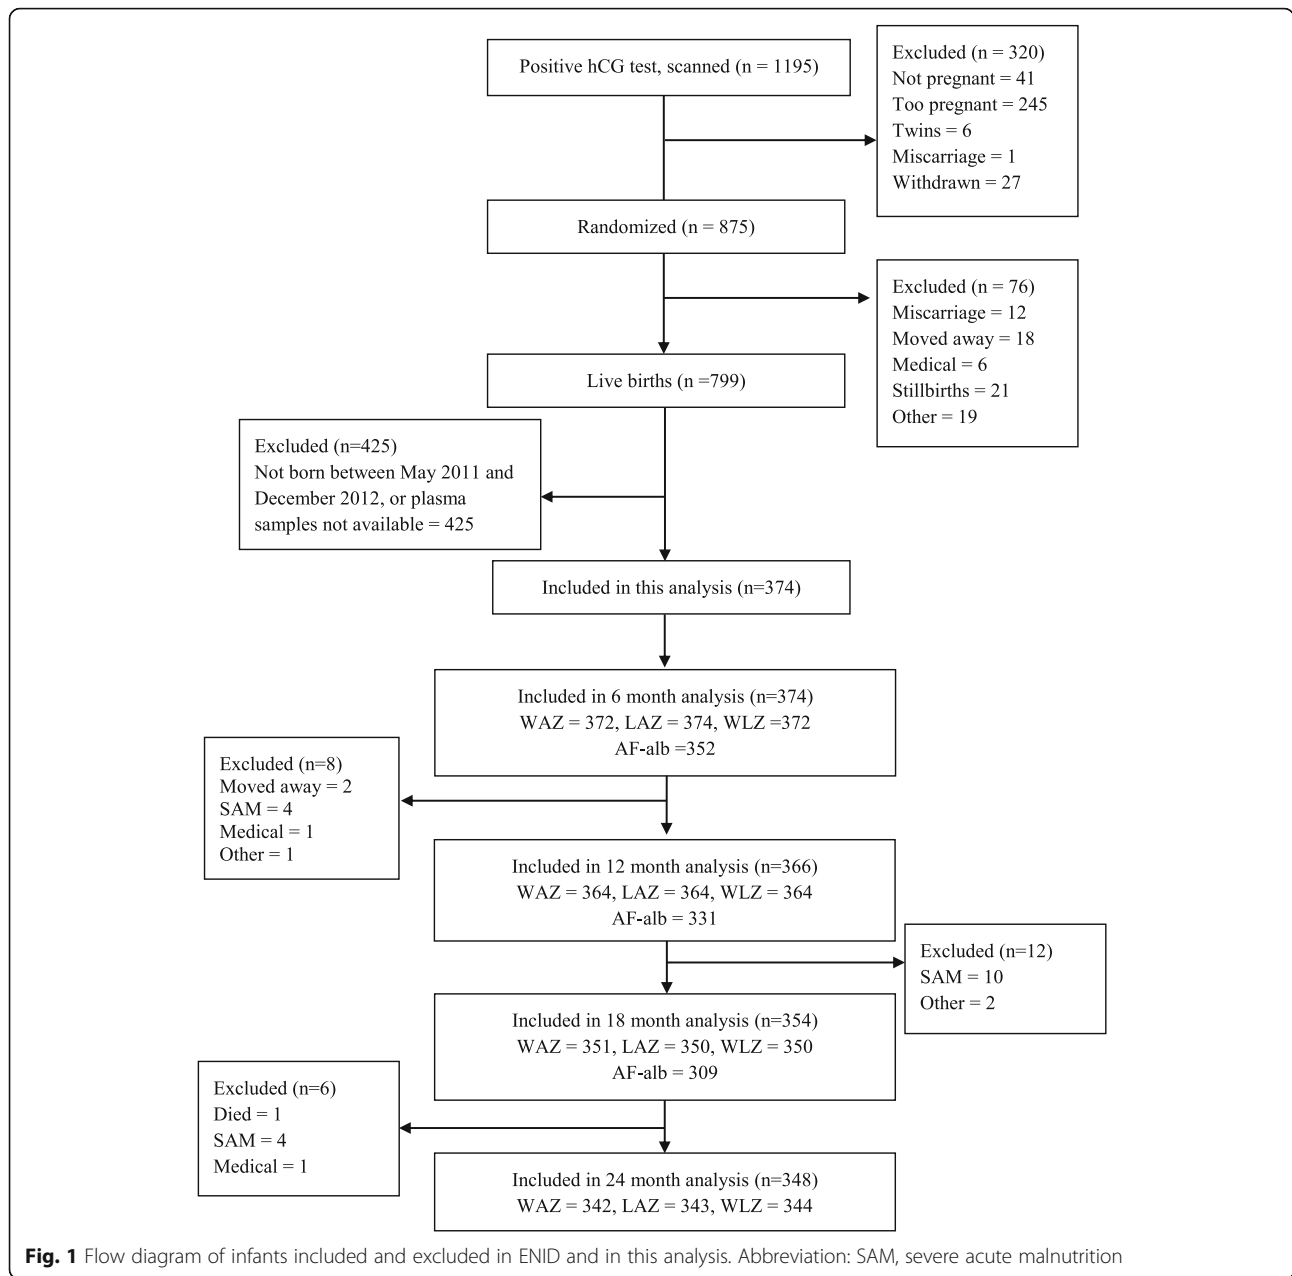 Positive hCG test, scanned (n = 1195)
Excluded (n = 320)
Not pregnant = 41
Too pregnant = 245
Twins = 6
Miscarriage = 1
Withdrawn = 27
Randomized (n = 875)
Excluded (n = 76)
Miscarriage = 12
Moved away = 18
Medical = 6
Stillbirths = 21
Other = 19
Live births (n =799)
Excluded (n=425)
Not born between May 2011 and
December 2012, or plasma
samples not available = 425
Included in this analysis (n=374)
Included in 6 month analysis (n=374)
WAZ = 372, LAZ = 374, WLZ =372
AF-alb =352
Excluded (n=8)
Moved away = 2
SAM = 4
Medical = 1
Other = 1
Included in 12 month analysis (n=366)
WAZ = 364, LAZ = 364, WLZ = 364
AF-alb = 331
Excluded (n=12)
SAM = 10
Other = 2
Included in 18 month analysis (n=354)
WAZ = 351, LAZ = 350, WLZ = 350
AF-alb = 309
Excluded (n=6)
Died = 1
SAM = 4
Medical = 1
Included in 24 month analysis (n=348)
WAZ = 342, LAZ = 343, WLZ = 344
Fig. 1 Flow diagram of infants included and excluded in ENID and in this analysis. Abbreviation: SAM, severe acute malnutrition